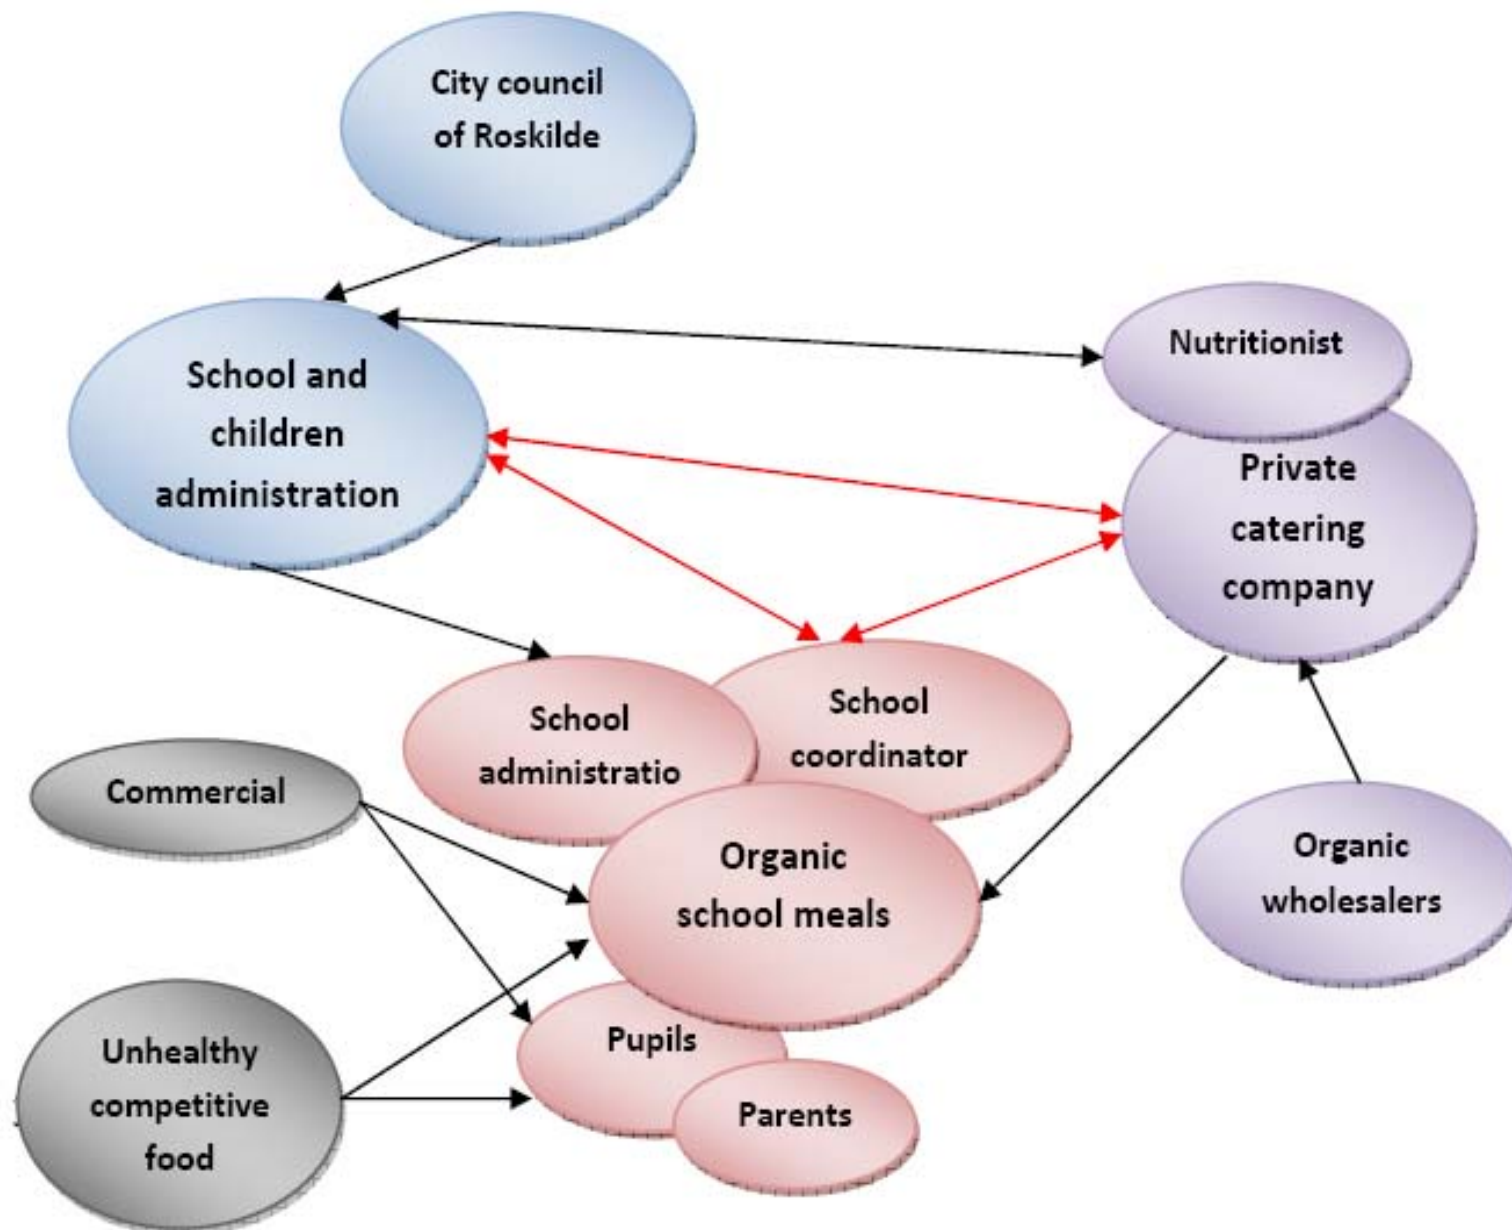 City council
of Roskilde
School and
children
administration
Nutritionist
Private
catering
company
School
administratio
School
coordinator
Commercial
Organic
school meals
Organic
wholesalers
Unhealthy
competitive
food
Pupils
Parents